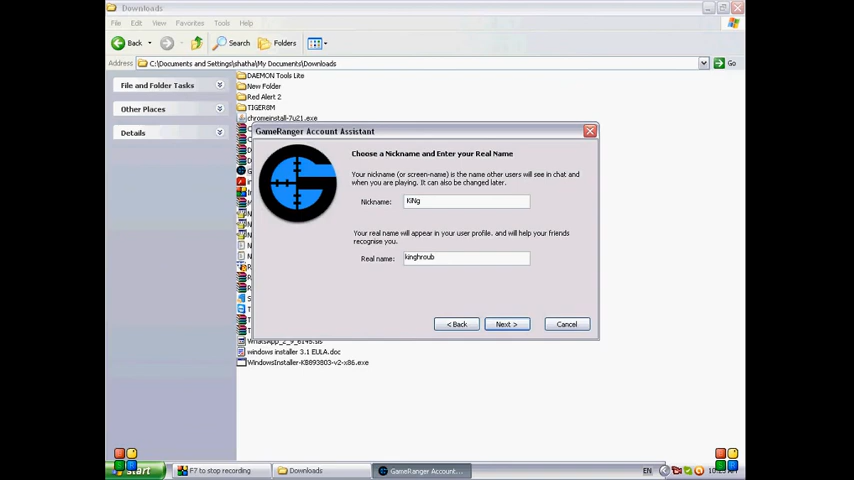 Downloads
File Edit View Favorites Tools Help
Back Search Folders
Address C:\Documents and Settings\shatha\My Documents\Downloads Go
File and Folder Tasks
Other Places
Details
DAEMON Tools Lite
New Folder
Red Alert 2
TIGER8M
chromeinstall-7u21.exe
GameRanger Account Assistant
Choose a Nickname and Enter your Real Name
Your nickname (or screen-name) is the name other users will see in chat and
when you are playing. It can also be changed later.
Nickname: KiNg
Your real name will appear in your user profile, and will help your friends
recognise you.
Real name: kinghroub
< Back Next > Cancel
WhatsApp_2_9_6145.sis
windows installer 3.1 EULA.doc
WindowsInstaller-KB893803-v2-x86.exe
start F7 to stop recording Downloads GameRanger Account... EN